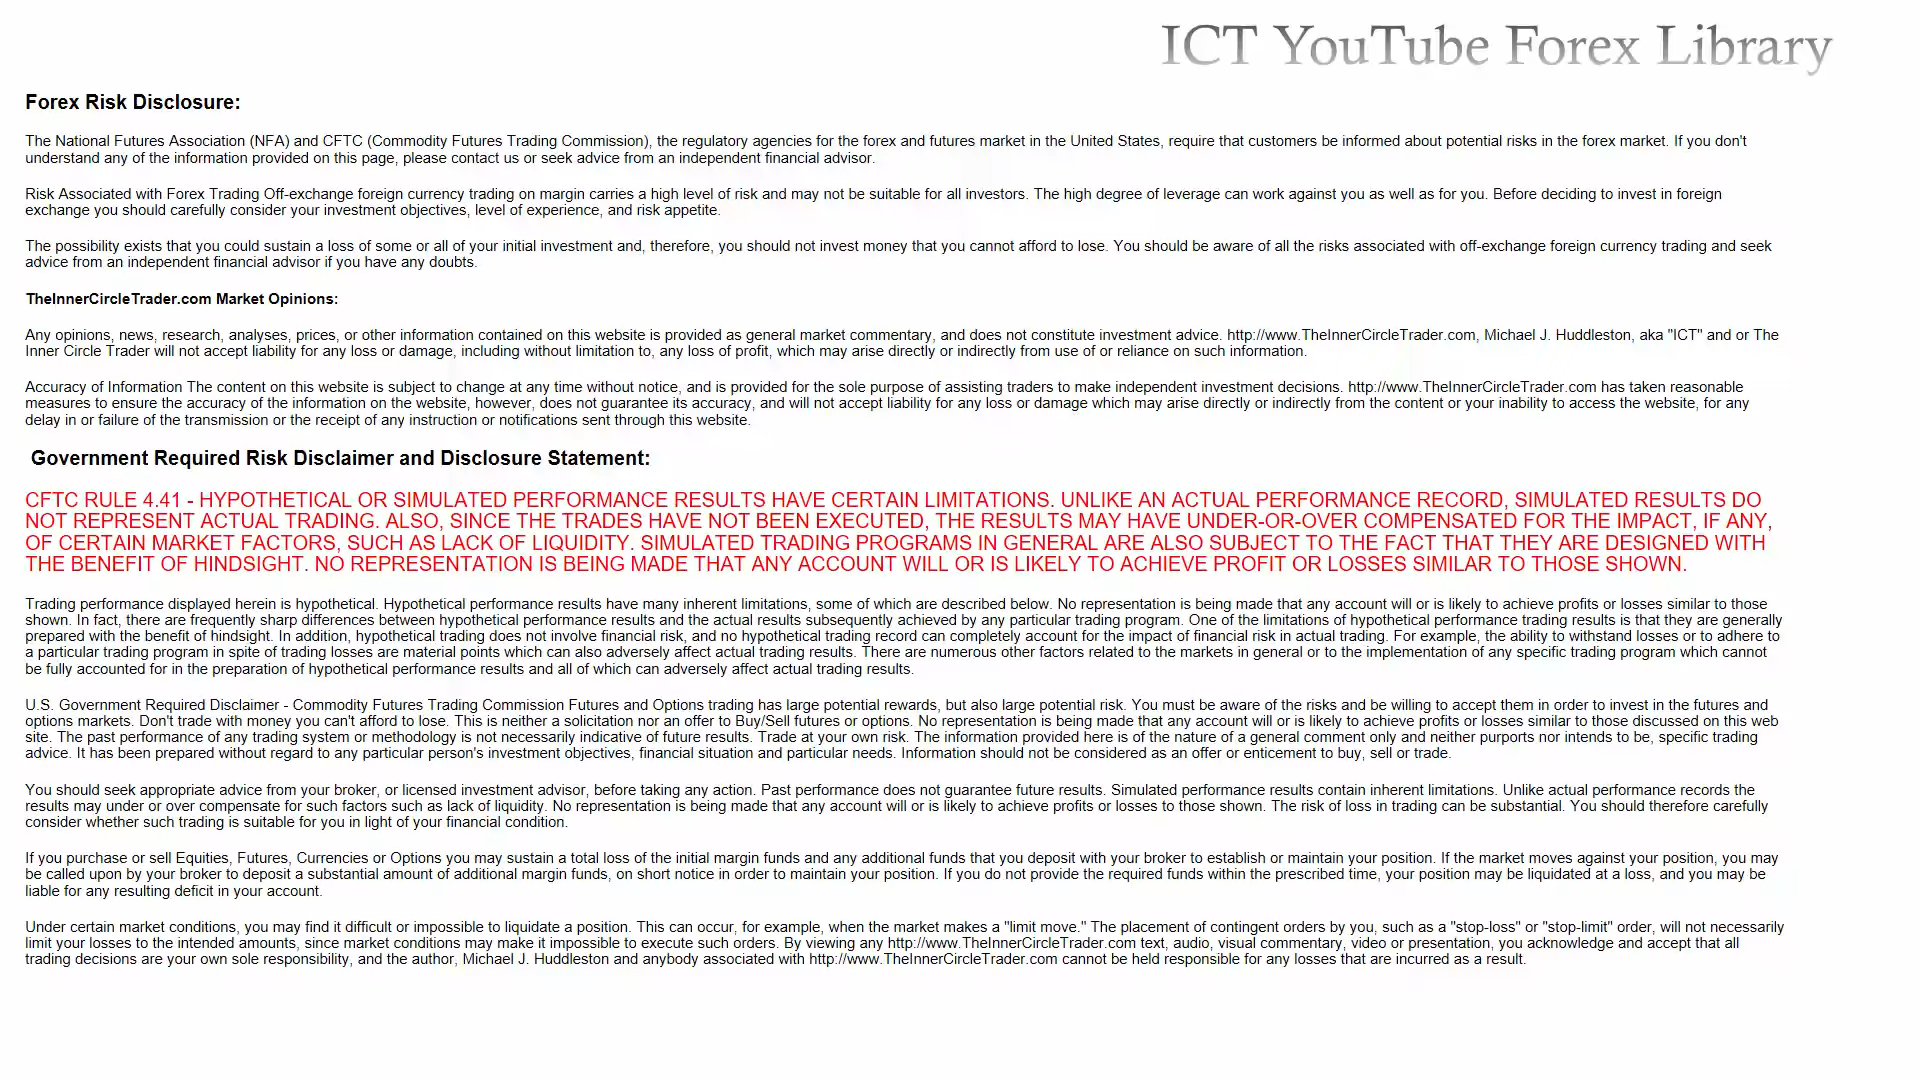 ICT YouTube Forex Library
Forex Risk Disclosure:
The National Futures Association (NFA) and CFTC (Commodity Futures Trading Commission), the regulatory agencies for the forex and futures market in the United States, require that customers be informed about potential risks in the forex market. If you don't
understand any of the information provided on this page, please contact us or seek advice from an independent financial advisor.
Risk Associated with Forex Trading Off-exchange foreign currency trading on margin carries a high level of risk and may not be suitable for all investors. The high degree of leverage can work against you as well as for you. Before deciding to invest in foreign
exchange you should carefully consider your investment objectives, level of experience, and risk appetite.
The possibility exists that you could sustain a loss of some or all of your initial investment and, therefore, you should not invest money that you cannot afford to lose. You should be aware of all the risks associated with off-exchange foreign currency trading and seek
advice from an independent financial advisor if you have any doubts.
TheInnerCircleTrader.com Market Opinions:
Any opinions, news, research, analyses, prices, or other information contained on this website is provided as general market commentary, and does not constitute investment advice. http://www.TheInnerCircleTrader.com, Michael J. Huddleston, aka "ICT" and or The
Inner Circle Trader will not accept liability for any loss or damage, including without limitation to, any loss of profit, which may arise directly or indirectly from use of or reliance on such information.
Accuracy of Information The content on this website is subject to change at any time without notice, and is provided for the sole purpose of assisting traders to make independent investment decisions. http://www.TheInnerCircleTrader.com has taken reasonable
measures to ensure the accuracy of the information on the website, however, does not guarantee its accuracy, and will not accept liability for any loss or damage which may arise directly or indirectly from the content or your inability to access the website, for any
delay in or failure of the transmission or the receipt of any instruction or notifications sent through this website.
Government Required Risk Disclaimer and Disclosure Statement:
CFTC RULE 4.41 - HYPOTHETICAL OR SIMULATED PERFORMANCE RESULTS HAVE CERTAIN LIMITATIONS. UNLIKE AN ACTUAL PERFORMANCE RECORD, SIMULATED RESULTS DO
NOT REPRESENT ACTUAL TRADING. ALSO, SINCE THE TRADES HAVE NOT BEEN EXECUTED, THE RESULTS MAY HAVE UNDER-OR-OVER COMPENSATED FOR THE IMPACT, IF ANY,
OF CERTAIN MARKET FACTORS, SUCH AS LACK OF LIQUIDITY. SIMULATED TRADING PROGRAMS IN GENERAL ARE ALSO SUBJECT TO THE FACT THAT THEY ARE DESIGNED WITH
THE BENEFIT OF HINDSIGHT. NO REPRESENTATION IS BEING MADE THAT ANY ACCOUNT WILL OR IS LIKELY TO ACHIEVE PROFIT OR LOSSES SIMILAR TO THOSE SHOWN.
Trading performance displayed herein is hypothetical. Hypothetical performance results have many inherent limitations, some of which are described below. No representation is being made that any account will or is likely to achieve profits or losses similar to those
shown. In fact, there are frequently sharp differences between hypothetical performance results and the actual results subsequently achieved by any particular trading program. One of the limitations of hypothetical performance trading results is that they are generally
prepared with the benefit of hindsight. In addition, hypothetical trading does not involve financial risk, and no hypothetical trading record can completely account for the impact of financial risk in actual trading. For example, the ability to withstand losses or to adhere to
a particular trading program in spite of trading losses are material points which can also adversely affect actual trading results. There are numerous other factors related to the markets in general or to the implementation of any specific trading program which cannot
be fully accounted for in the preparation of hypothetical performance results and all of which can adversely affect actual trading results.
U.S. Government Required Disclaimer - Commodity Futures Trading Commission Futures and Options trading has large potential rewards, but also large potential risk. You must be aware of the risks and be willing to accept them in order to invest in the futures and
options markets. Don't trade with money you can't afford to lose. This is neither a solicitation nor an offer to Buy/Sell futures or options. No representation is being made that any account will or is likely to achieve profits or losses similar to those discussed on this web
site. The past performance of any trading system or methodology is not necessarily indicative of future results. Trade at your own risk. The information provided here is of the nature of a general comment only and neither purports nor intends to be, specific trading
advice. It has been prepared without regard to any particular person's investment objectives, financial situation and particular needs. Information should not be considered as an offer or enticement to buy, sell or trade.
You should seek appropriate advice from your broker, or licensed investment advisor, before taking any action. Past performance does not guarantee future results. Simulated performance results contain inherent limitations. Unlike actual performance records the
results may under or over compensate for such factors such as lack of liquidity. No representation is being made that any account will or is likely to achieve profits or losses to those shown. The risk of loss in trading can be substantial. You should therefore carefully
consider whether such trading is suitable for you in light of your financial condition.
If you purchase or sell Equities, Futures, Currencies or Options you may sustain a total loss of the initial margin funds and any additional funds that you deposit with your broker to establish or maintain your position. If the market moves against your position, you may
be called upon by your broker to deposit a substantial amount of additional margin funds, on short notice in order to maintain your position. If you do not provide the required funds within the prescribed time, your position may be liquidated at a loss, and you may be
liable for any resulting deficit in your account.
Under certain market conditions, you may find it difficult or impossible to liquidate a position. This can occur, for example, when the market makes a "limit move." The placement of contingent orders by you, such as a "stop-loss" or "stop-limit" order, will not necessarily
limit your losses to the intended amounts, since market conditions may make it impossible to execute such orders. By viewing any http://www.TheInnerCircleTrader.com text, audio, visual commentary, video or presentation, you acknowledge and accept that all
trading decisions are your own sole responsibility, and the author, Michael J. Huddleston and anybody associated with http://www.TheInnerCircleTrader.com cannot be held responsible for any losses that are incurred as a result.